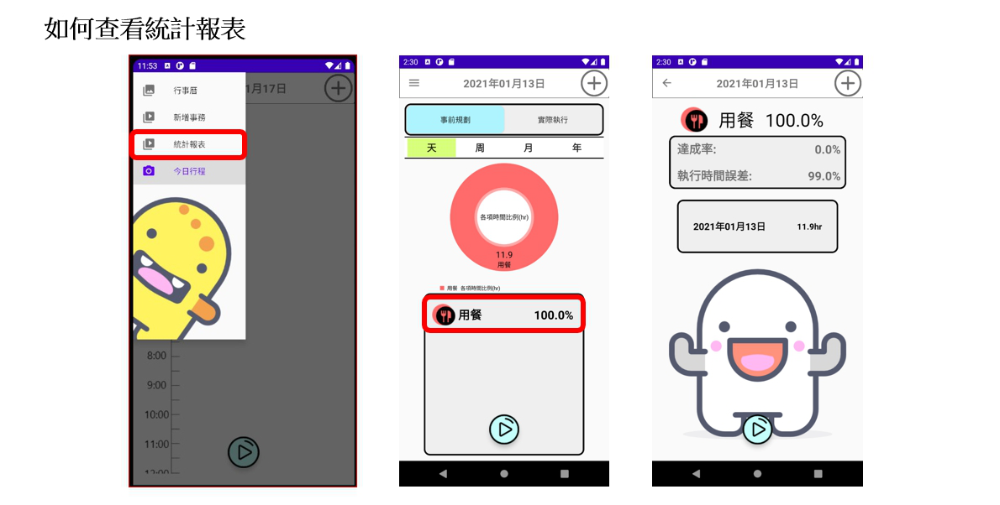 如何查看統計報表
11:53
行事曆
新增事務
統計報表
今日行程
1月17日
8:00
9:00
10:00
11:00
12:00
2:30
2021年01月13日
事前規劃
實際執行
天
周
月
年
各項時間比例(hr)
11.9
用餐
用餐 各項時間比例(hr)
用餐 100.0%
2:30
2021年01月13日
用餐 100.0%
達成率: 0.0%
執行時間誤差: 99.0%
2021年01月13日 11.9hr